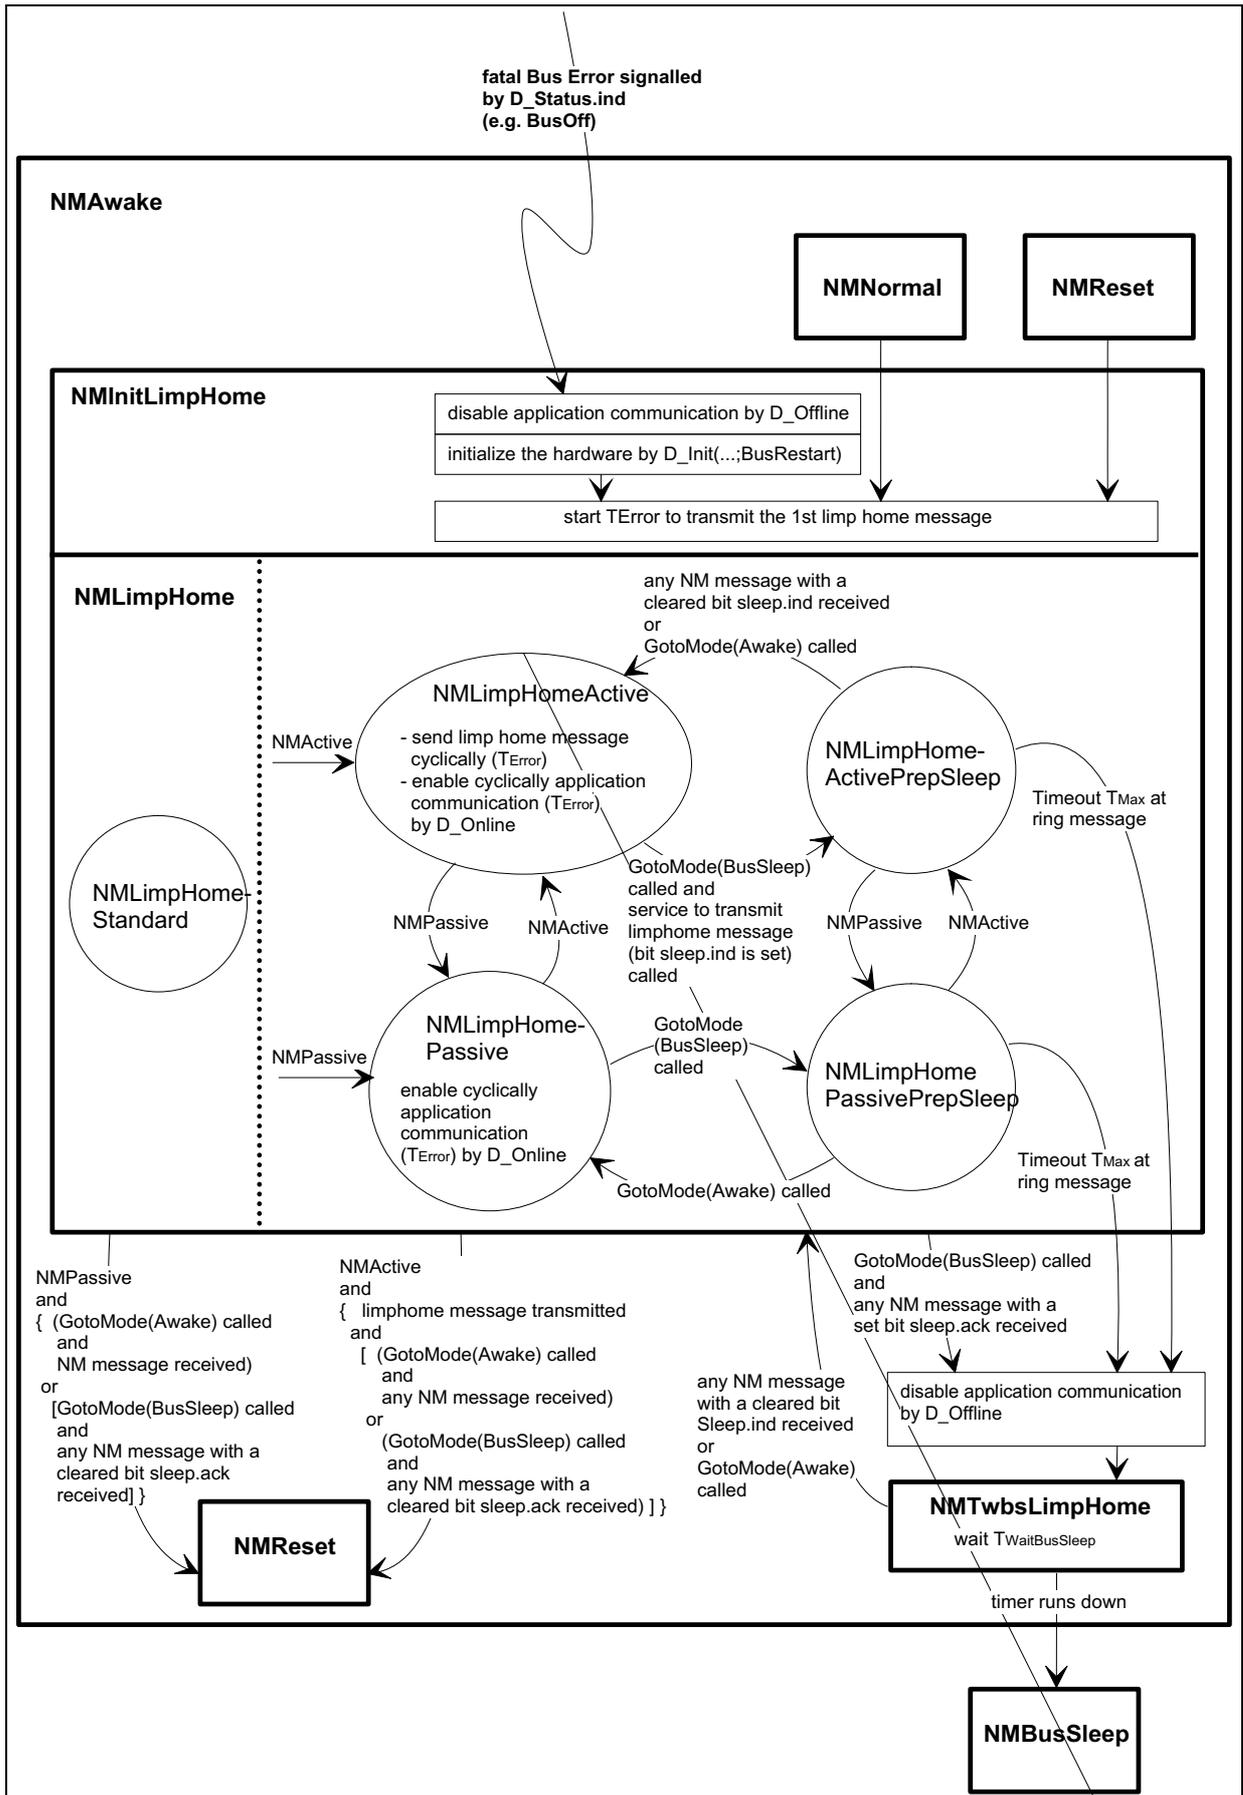 fatal Bus Error signalled
by D_Status.ind
(e.g. BusOff)
NMAwake
NMNormal
NMReset
NMInitLimpHome
disable application communication by D_Offline
initialize the hardware by D_Init(...;BusRestart)
start TError to transmit the 1st limp home message
NMLimpHome
any NM message with a
cleared bit sleep.ind received
or
GotoMode(Awake) called
NMLimpHomeActive
- send limp home message
cyclically (TError)
- enable cyclically application
communication (TError)
by D_Online
NMActive
NMLimpHome-
ActivePrepSleep
Timeout TMax at
ring message
NMLimpHome-
Standard
GotoMode(BusSleep)
called and
service to transmit
limphome message
(bit sleep.ind is set)
called
NMPassive
NMActive
NMPassive
NMActive
NMLimpHome-
Passive
enable cyclically
application
communication
(TError) by D_Online
NMPassive
GotoMode
(BusSleep)
called
NMLimpHome
PassivePrepSleep
Timeout TMax at
ring message
GotoMode(Awake) called
NMPassive
and
{ (GotoMode(Awake) called
and
NM message received)
or
[GotoMode(BusSleep) called
and
any NM message with a
cleared bit sleep.ack
received] }
NMActive
and
{ limphome message transmitted
and
[ (GotoMode(Awake) called
and
any NM message received)
or
(GotoMode(BusSleep) called
and
any NM message with a
cleared bit sleep.ack received) ] }
GotoMode(BusSleep) called
and
any NM message with a
set bit sleep.ack received
any NM message
with a cleared bit
Sleep.ind received
or
GotoMode(Awake)
called
disable application communication
by D_Offline
NMTwbsLimpHome
wait TWaitBusSleep
NMReset
timer runs down
NMBusSleep